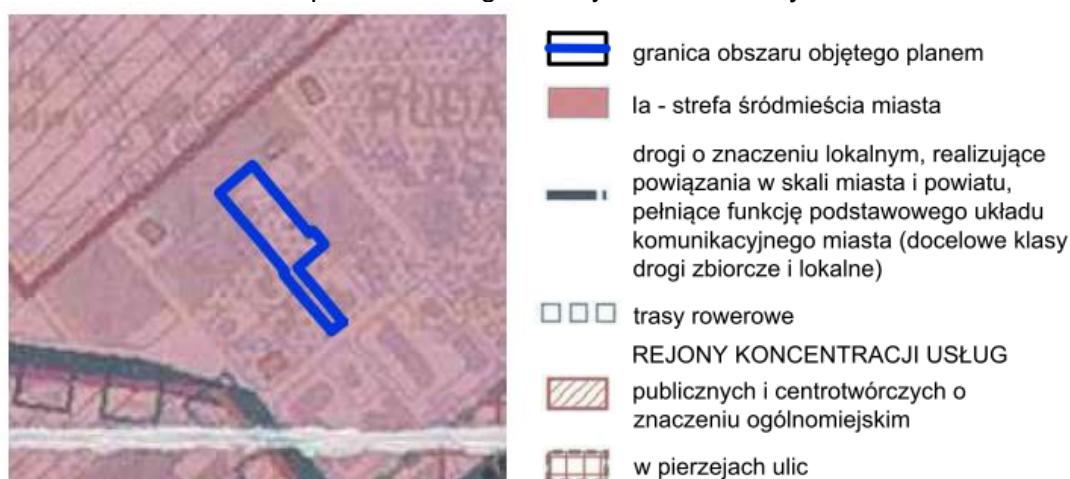 RUDA
granica obszaru objętego planem
Ia - strefa śródmieścia miasta
drogi o znaczeniu lokalnym, realizujące
powiązania w skali miasta i powiatu,
pełniące funkcję podstawowego układu
komunikacyjnego miasta (docelowe klasy
drogi zbiorcze i lokalne)
trasy rowerowe
REJONY KONCENTRACJI USŁUG
publicznych i centrotwórczych o
znaczeniu ogólnomiejskim
w pierzejach ulic